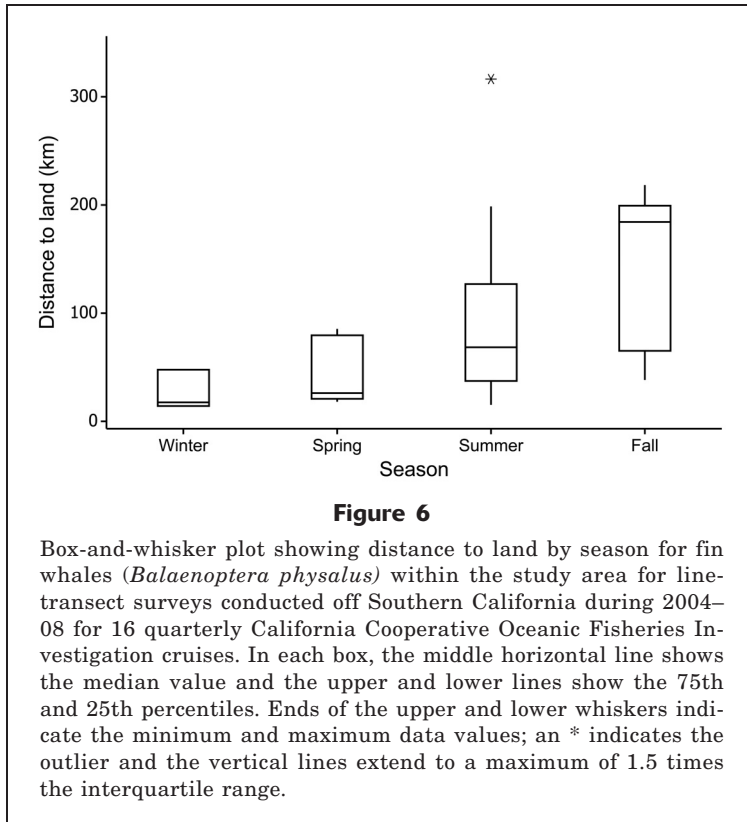 300
200
100
0
Distance to land (km)
*
Winter Spring Summer Fall
Season
Figure 6
Box-and-whisker plot showing distance to land by season for fin
whales (Balaenoptera physalus) within the study area for line-
transect surveys conducted off Southern California during 2004–
08 for 16 quarterly California Cooperative Oceanic Fisheries In-
vestigation cruises. In each box, the middle horizontal line shows
the median value and the upper and lower lines show the 75th
and 25th percentiles. Ends of the upper and lower whiskers indi-
cate the minimum and maximum data values; an * indicates the
outlier and the vertical lines extend to a maximum of 1.5 times
the interquartile range.